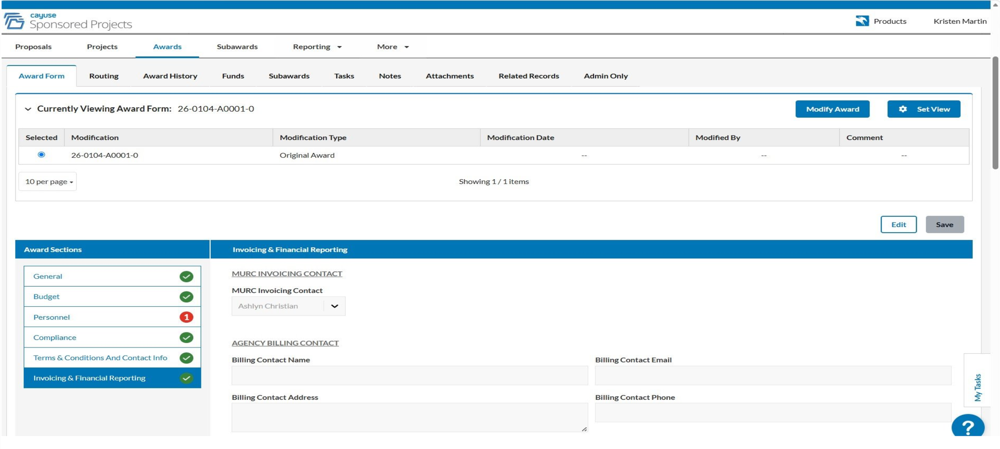 cayuse
Sponsored Projects
Products
Kristen Martin
Proposals
Projects
Awards
Subawards
Reporting
More
Award Form
Routing
Award History
Funds
Subawards
Tasks
Notes
Attachments
Related Records
Admin Only
Currently Viewing Award Form: 26-0104-A0001-0
Modify Award
Set View
Selected
Modification
Modification Type
Modification Date
Modified By
Comment
26-0104-A0001-0
Original Award
--
--
--
10 per page
Showing 1 / 1 items
Edit
Save
Award Sections
Invoicing & Financial Reporting
General
Budget
Personnel
1
Compliance
Terms & Conditions And Contact Info
Invoicing & Financial Reporting
MURC INVOICING CONTACT
MURC Invoicing Contact
Ashlyn Christian
AGENCY BILLING CONTACT
Billing Contact Name
Billing Contact Email
Billing Contact Address
Billing Contact Phone
My Tasks
?